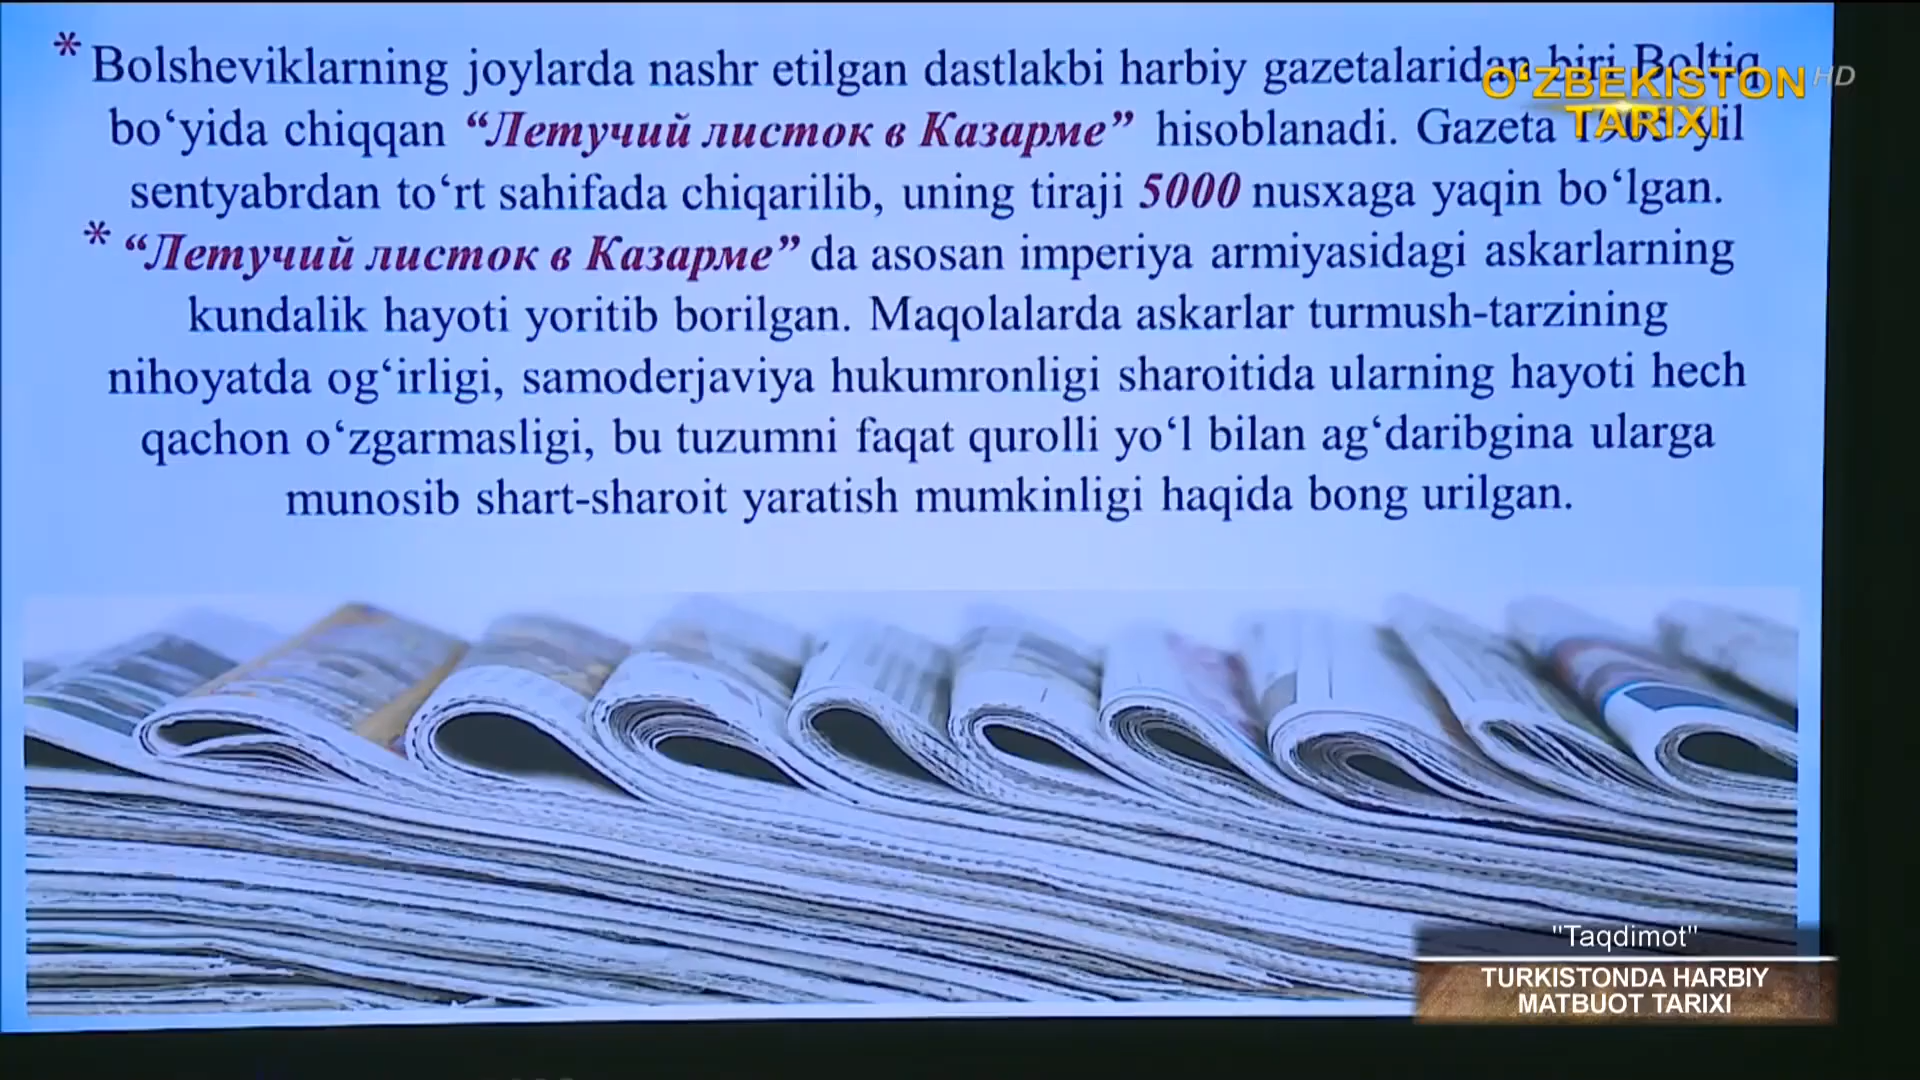 * Bolsheviklarning joylarda nashr etilgan dastlakbi harbiy gazetalaridan biri Boltiq
bo‘yida chiqqan “Летучий листок в Казарме” hisoblanadi. Gazeta yil
sentyabrdan to‘rt sahifada chiqarilib, uning tiraji 5000 nusxaga yaqin bo‘lgan.
* “Летучий листок в Казарме” da asosan imperiya armiyasidagi askarlarning
kundalik hayoti yoritib borilgan. Maqolalarda askarlar turmush-tarzining
nihoyatda og‘irligi, samoderjaviya hukumronligi sharoitida ularning hayoti hech
qachon o‘zgarmasligi, bu tuzumni faqat qurolli yo‘l bilan ag‘daribgina ularga
munosib shart-sharoit yaratish mumkinligi haqida bong urilgan.
O‘ZBEKISTON HD
TARIXI
"Taqdimot"
TURKISTONDA HARBIY
MATBUOT TARIXI